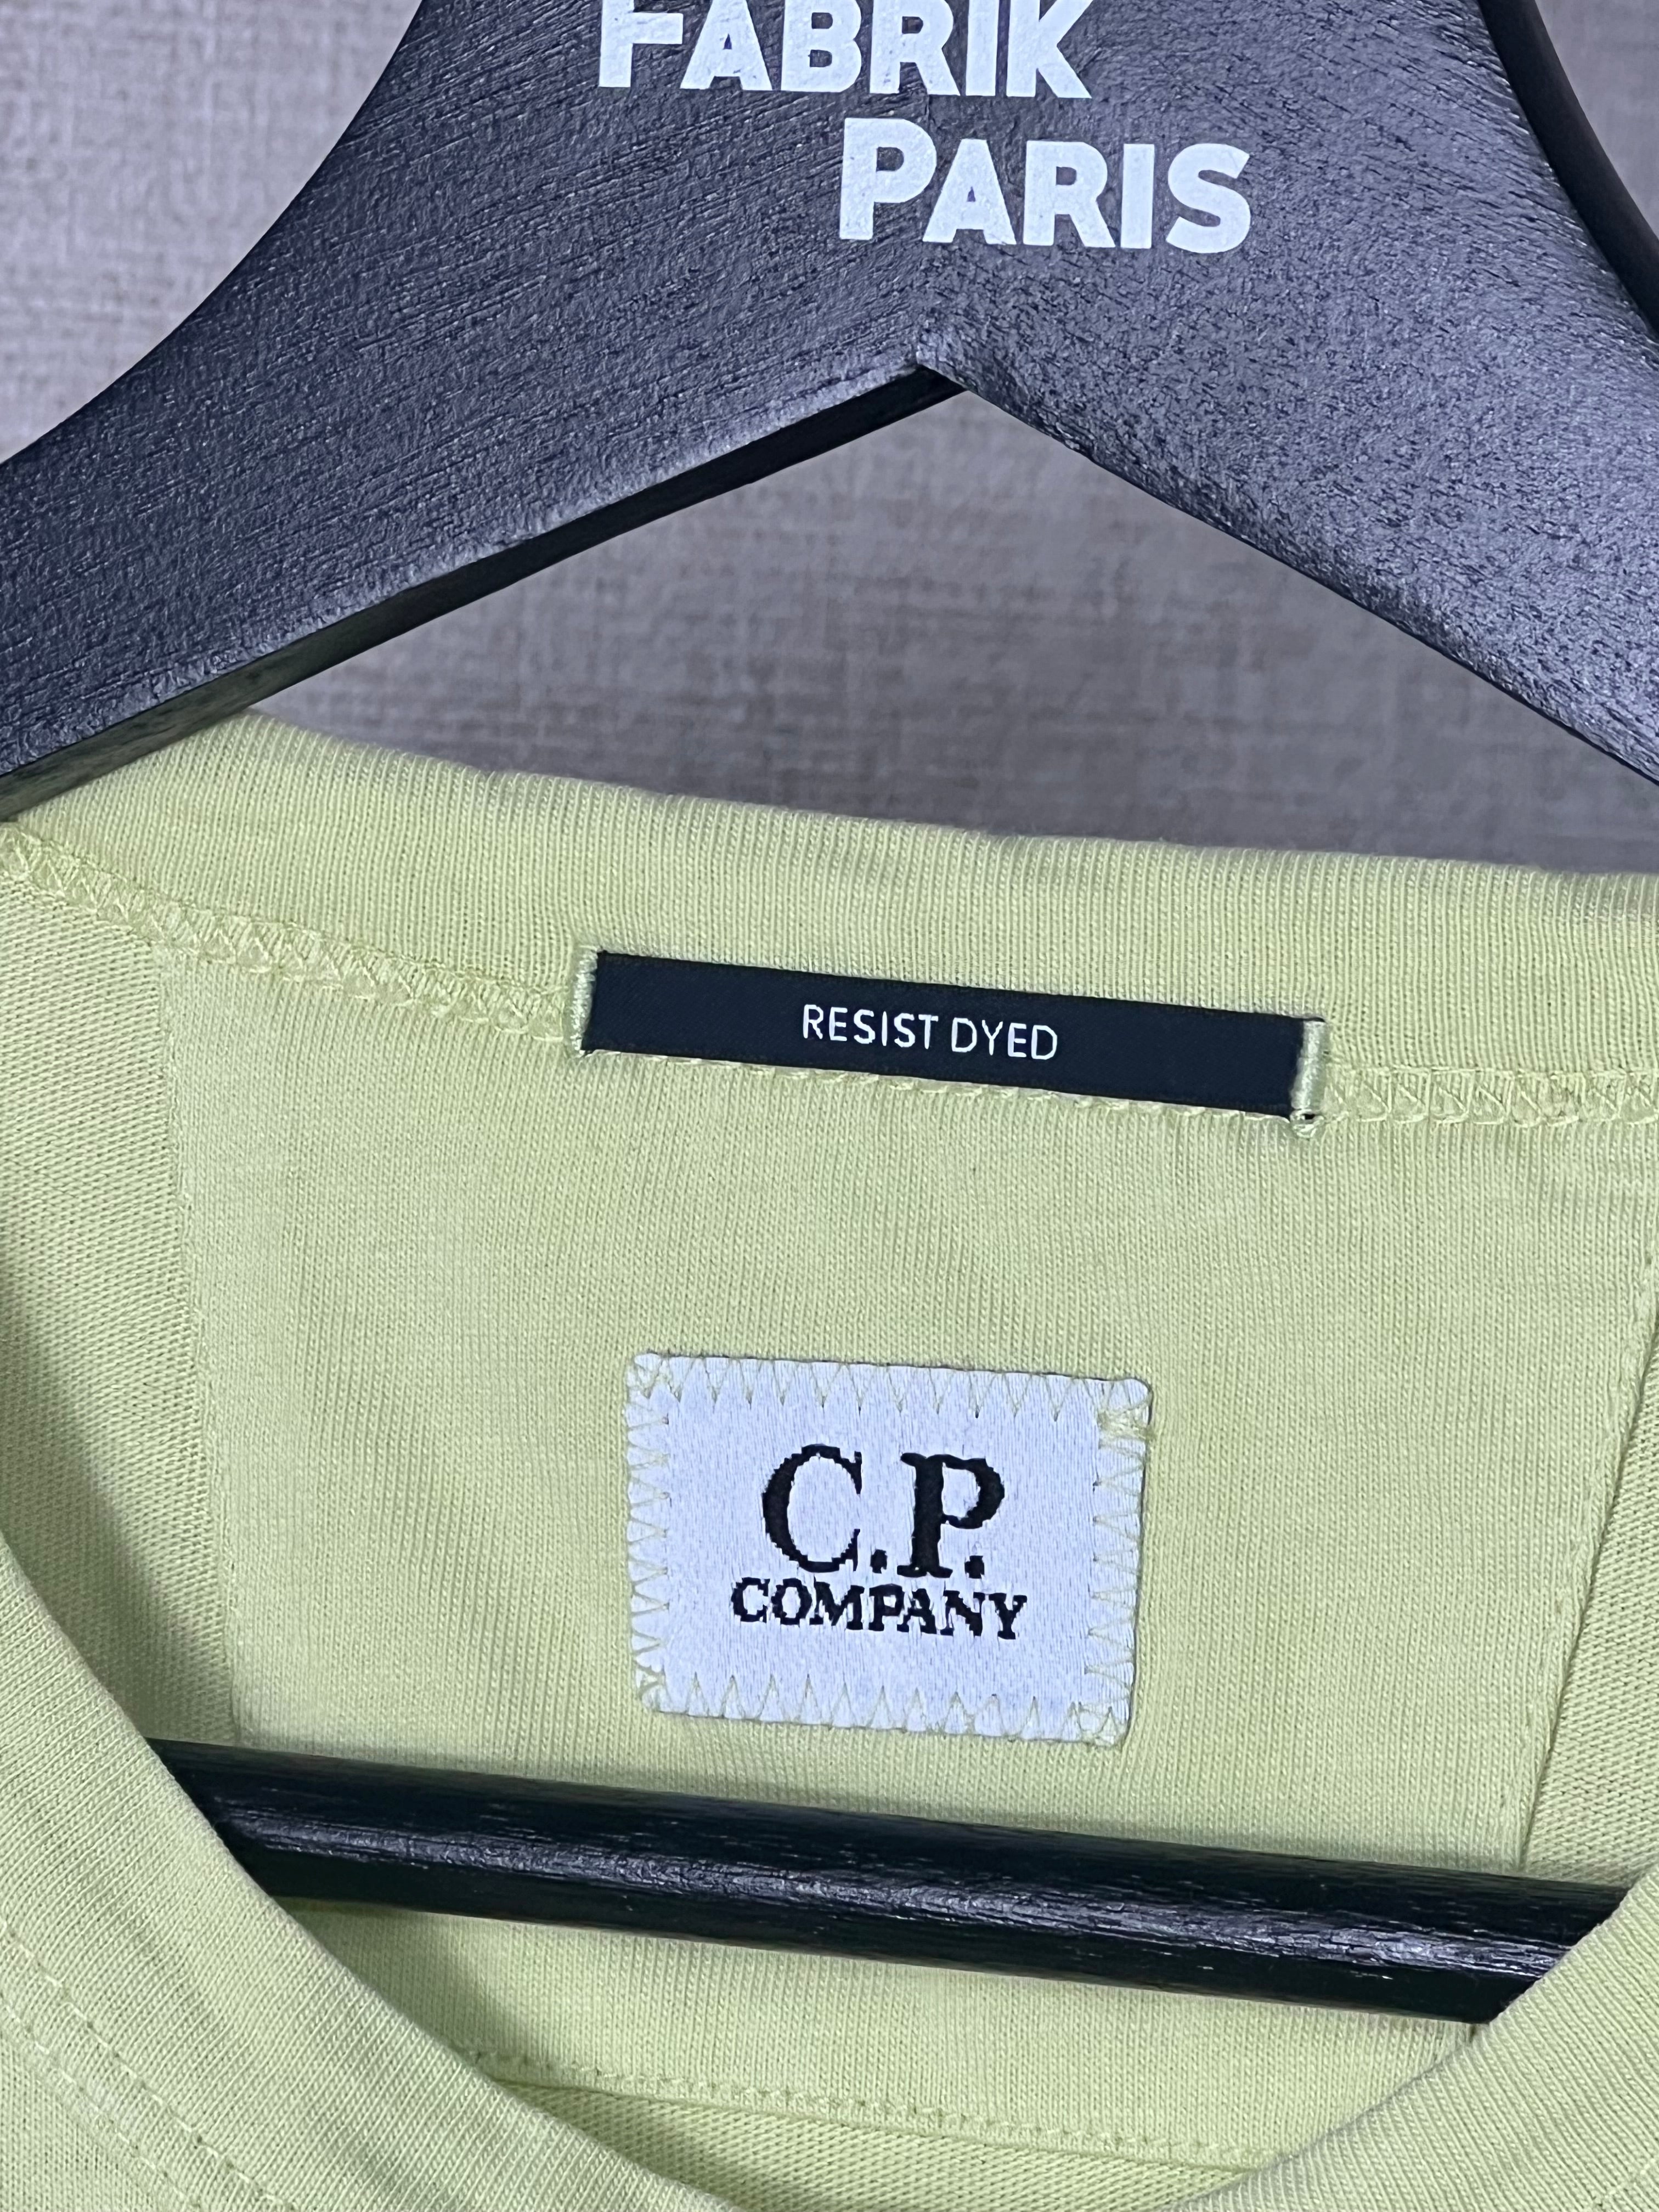 FABRIK
PARIS
RESIST DYED
C.P.
COMPANY